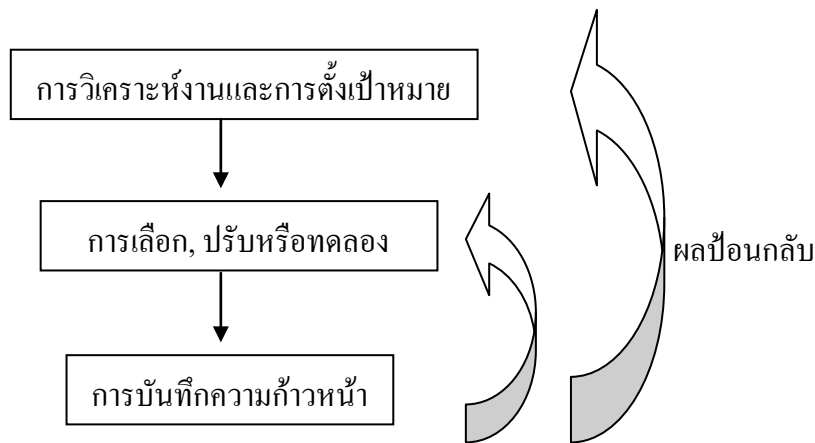 การวิเคราะห์งานและการตั้งเป้าหมาย
การเลือก, ปรับหรือทดลอง
ผลป้อนกลับ
การบันทึกความก้าวหน้า